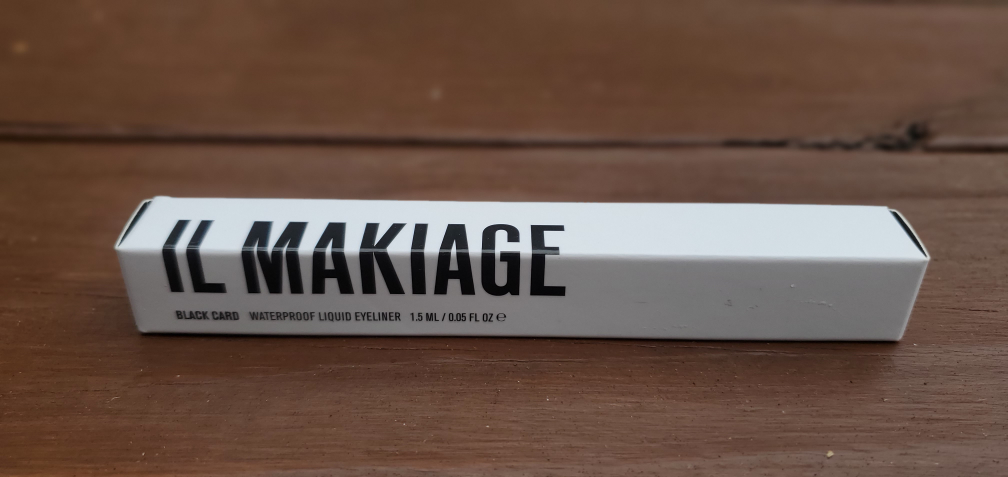 IL MAKIAGE
BLACK CARD WATERPROOF LIQUID EYELINER 1.5 ML / 0.05 FL OZ ℮